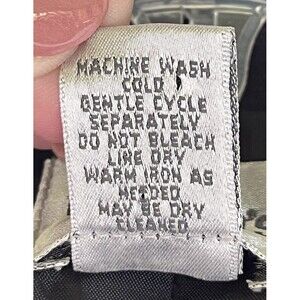 MACHINE WASH
COLD
GENTLE CYCLE
SEPARATELY
DO NOT BLEACH
LINE DRY
WARM IRON AS
NEEDED
MAY BE DRY
CLEANED